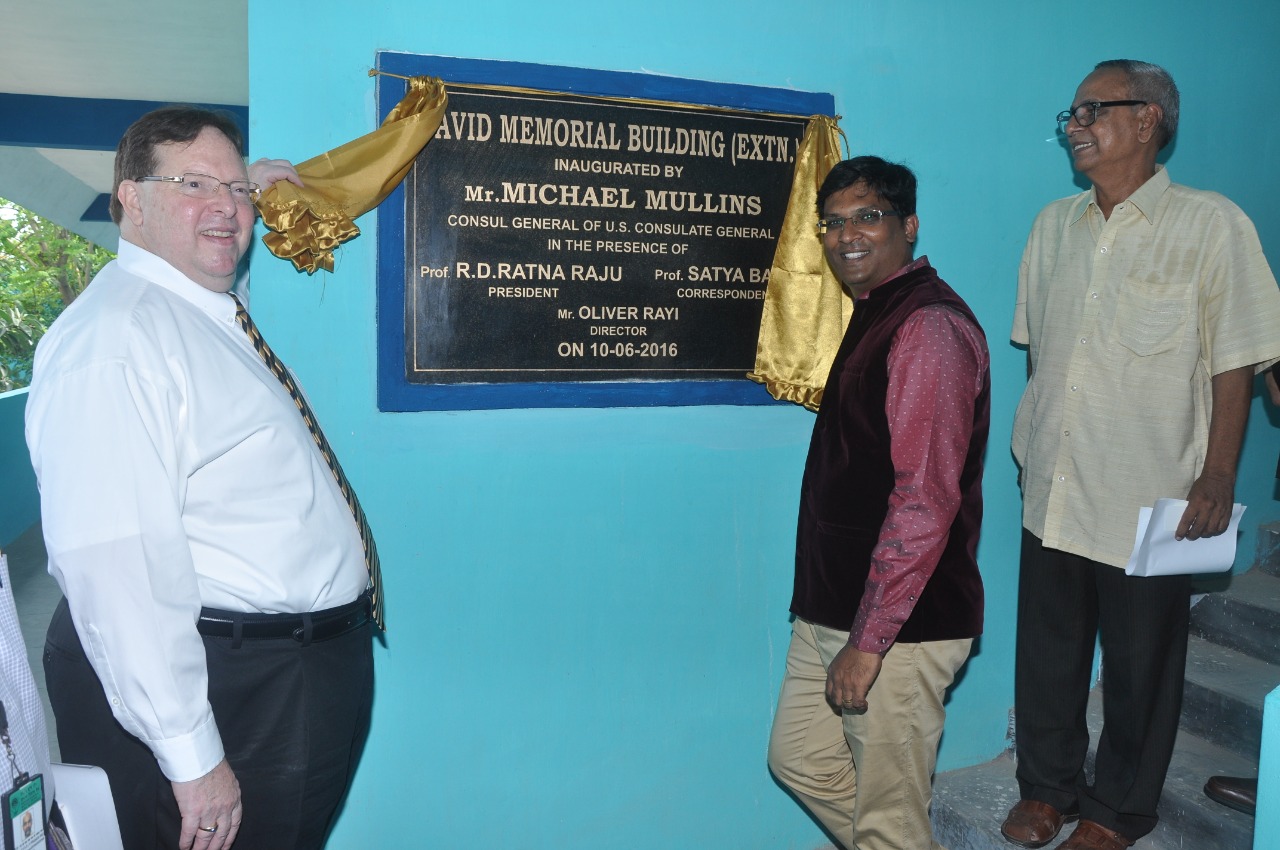 AVID MEMORIAL BUILDING (EXTN.)
INAUGURATED BY
Mr. MICHAEL MULLINS
CONSUL GENERAL OF U.S. CONSULATE GENERAL
IN THE PRESENCE OF
Prof. R.D.RATNA RAJU Prof. SATYA BA
PRESIDENT CORRESPONDEN
Mr. OLIVER RAYI
DIRECTOR
ON 10-06-2016